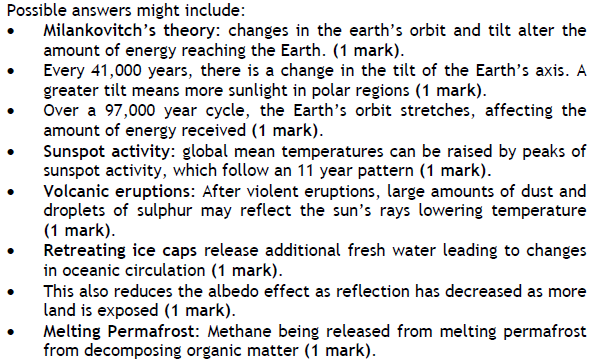 Possible answers might include:
• Milankovitch's theory: changes in the earth's orbit and tilt alter the
amount of energy reaching the Earth. (1 mark).
• Every 41,000 years, there is a change in the tilt of the Earth's axis. A
greater tilt means more sunlight in polar regions (1 mark).
• Over a 97,000 year cycle, the Earth's orbit stretches, affecting the
amount of energy received (1 mark).
• Sunspot activity: global mean temperatures can be raised by peaks of
sunspot activity, which follow an 11 year pattern (1 mark).
• Volcanic eruptions: After violent eruptions, large amounts of dust and
droplets of sulphur may reflect the sun's rays lowering temperature
(1 mark).
• Retreating ice caps release additional fresh water leading to changes
in oceanic circulation (1 mark).
• This also reduces the albedo effect as reflection has decreased as more
land is exposed (1 mark).
• Melting Permafrost: Methane being released from melting permafrost
from decomposing organic matter (1 mark).